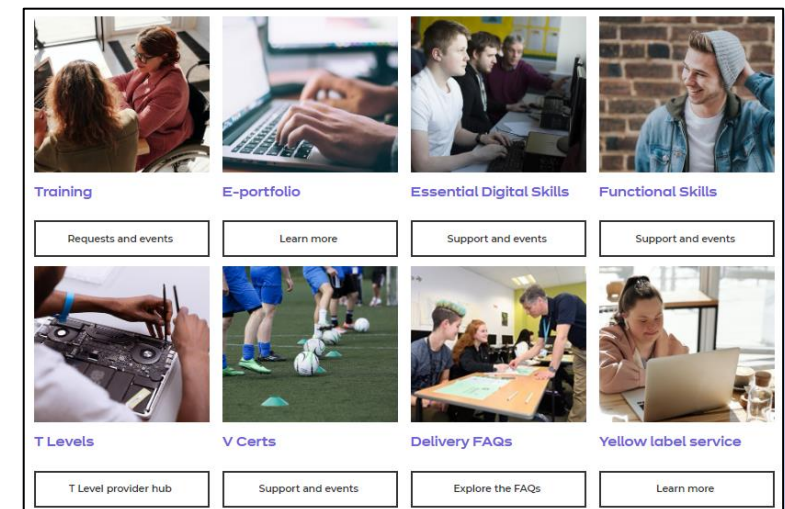 Training
E-portfolio
Essential Digital Skills
Functional Skills
Requests and events
Learn more
Support and events
Support and events
T Levels
V Certs
Delivery FAQs
Yellow label service
T Level provider hub
Support and events
Explore the FAQs
Learn more